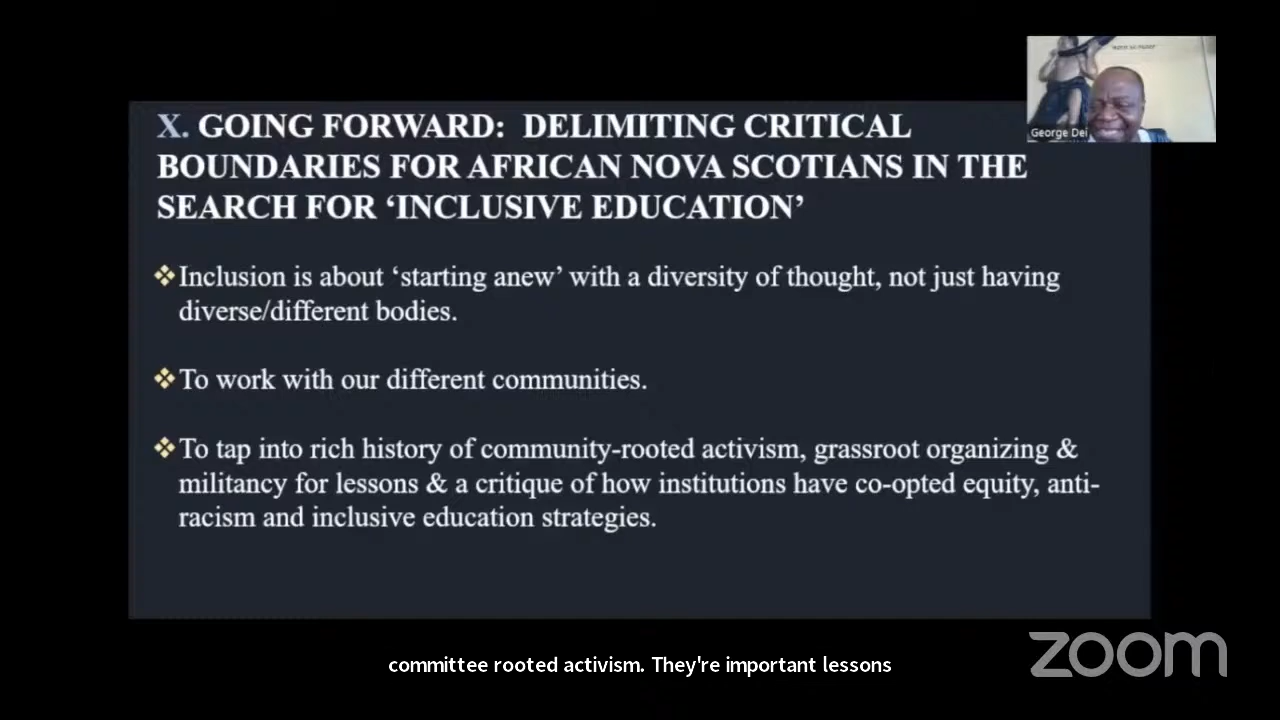 X. GOING FORWARD: DELIMITING CRITICAL
BOUNDARIES FOR AFRICAN NOVA SCOTIANS IN THE
SEARCH FOR ‘INCLUSIVE EDUCATION’
❖Inclusion is about ‘starting anew’ with a diversity of thought, not just having
diverse/different bodies.
❖To work with our different communities.
❖To tap into rich history of community-rooted activism, grassroot organizing &
militancy for lessons & a critique of how institutions have co-opted equity, anti-
racism and inclusive education strategies.
George Dei
committee rooted activism. They're important lessons
zoom